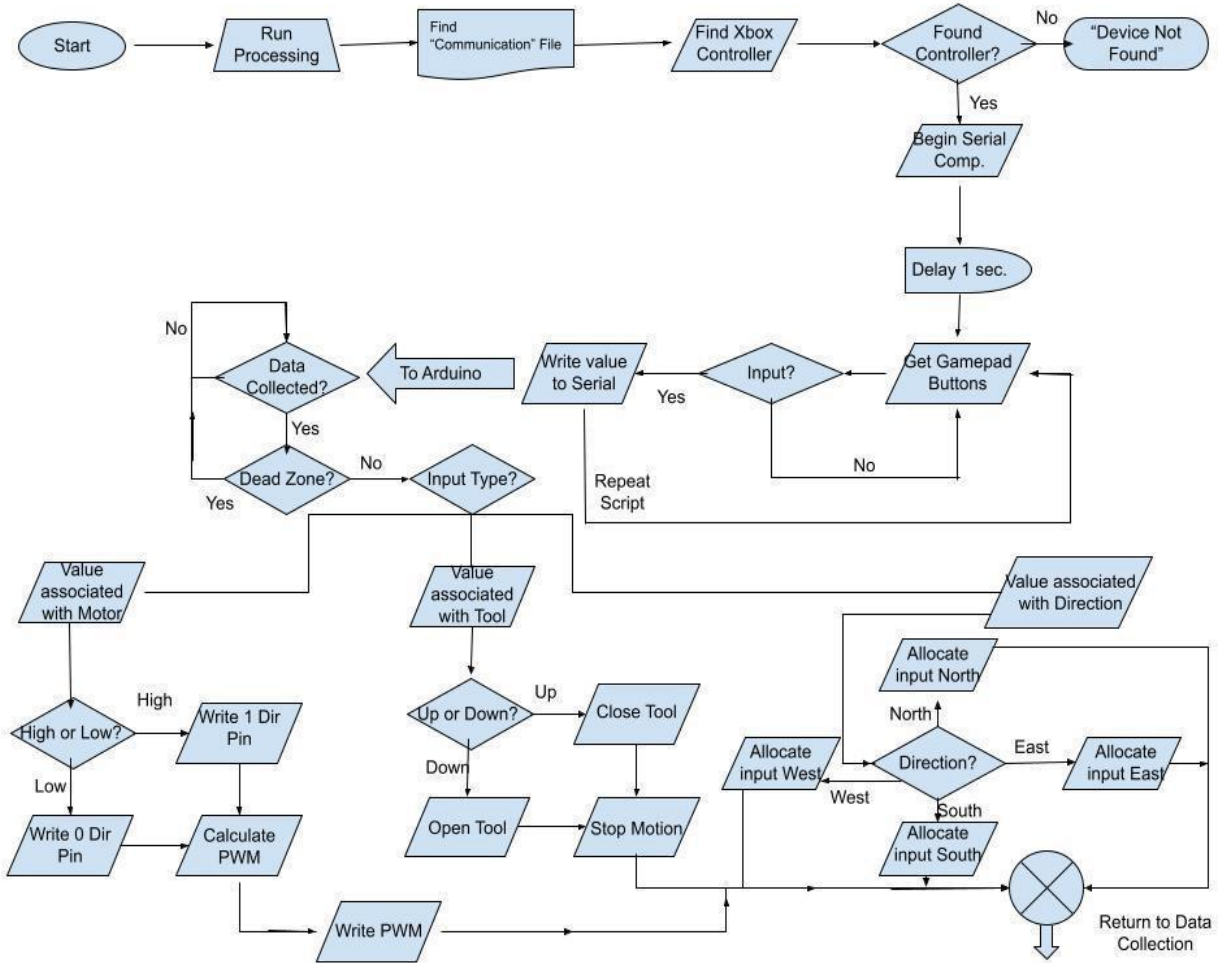 Start
Run
Processing
Find
“Communication” File
Find Xbox
Controller
Found
Controller?
No
“Device Not
Found”
Yes
Begin Serial
Comp.
Delay 1 sec.
Get Gamepad
Buttons
Input?
Yes
No
Write value
to Serial
Repeat
Script
To Arduino
Data
Collected?
No
Yes
Dead Zone?
Yes
No
Input Type?
Value
associated
with Motor
Value
associated
with Tool
Value associated
with Direction
High or Low?
High
Low
Write 1 Dir
Pin
Write 0 Dir
Pin
Calculate
PWM
Write PWM
Up or Down?
Up
Down
Close Tool
Open Tool
Stop Motion
Direction?
North
Allocate
input North
East
Allocate
input East
West
Allocate
input West
South
Allocate
input South
Return to Data
Collection